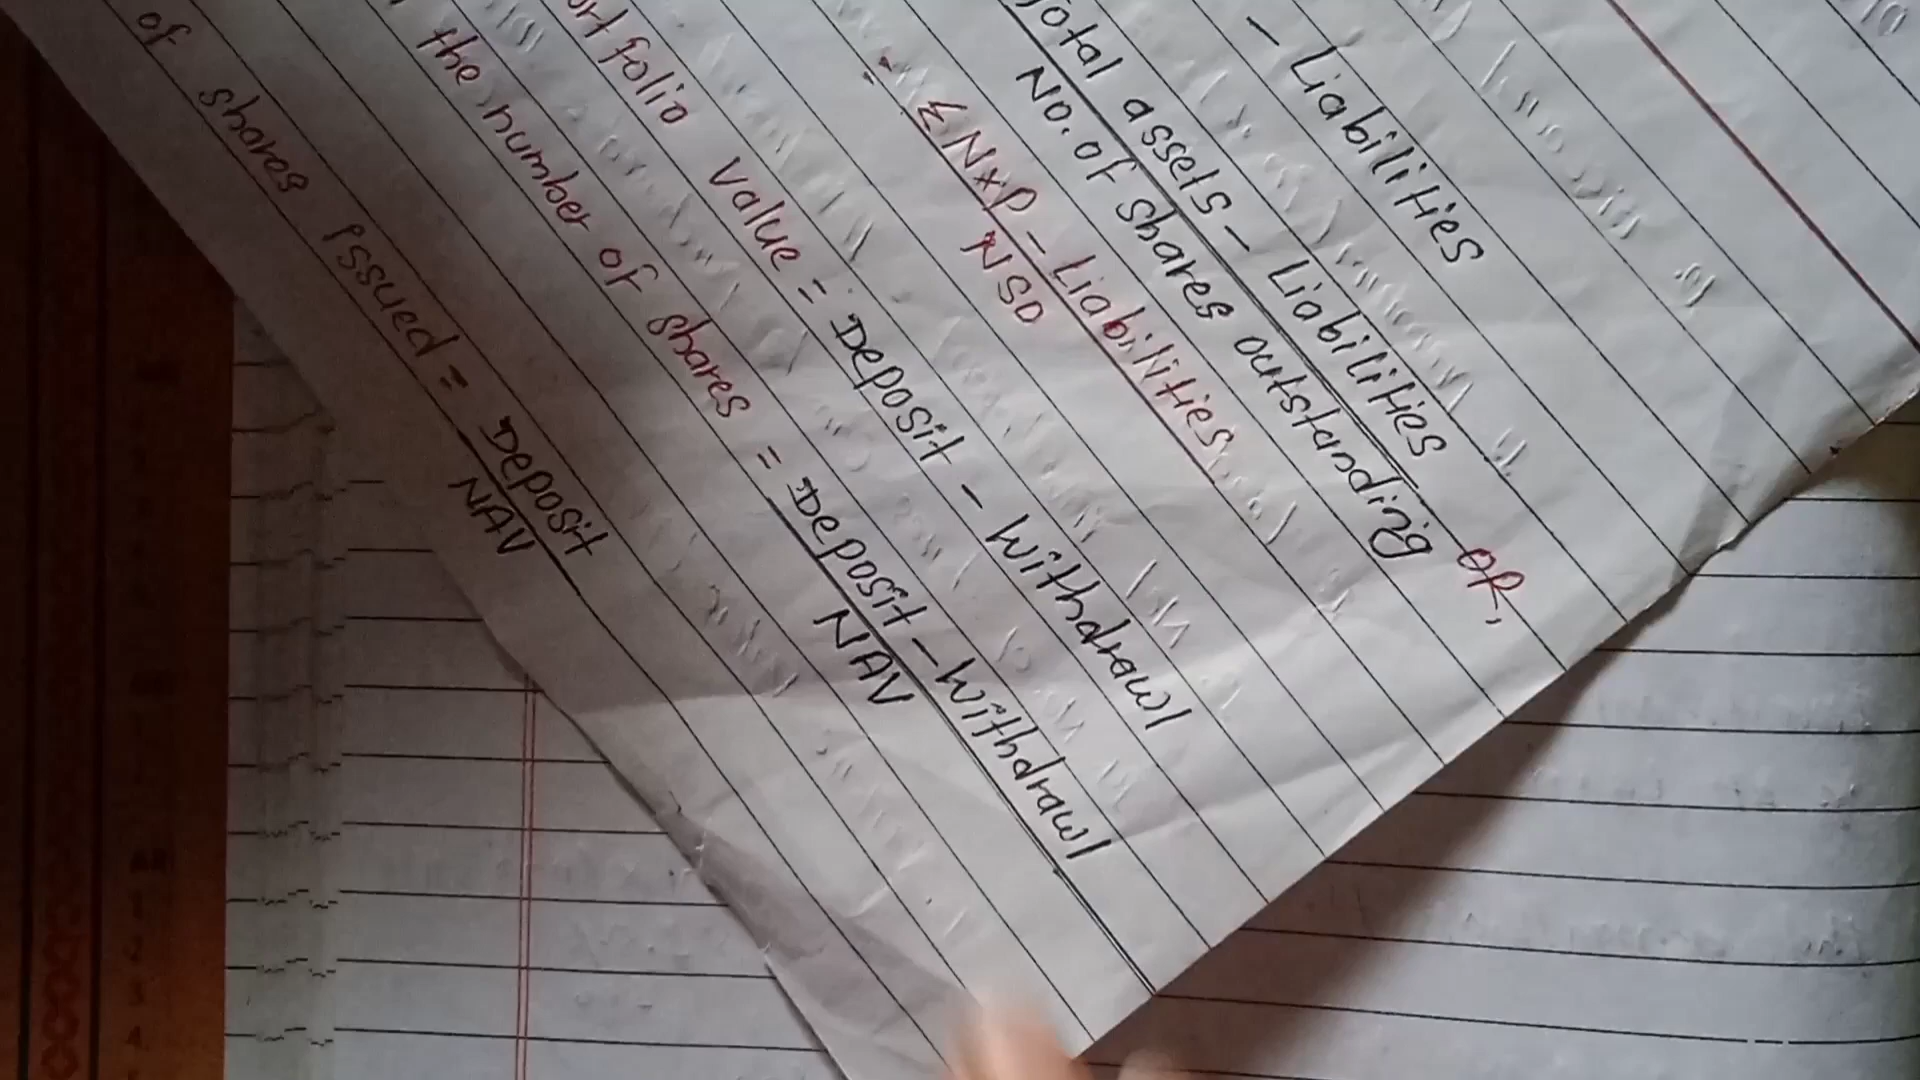 - Liabilities
Total assets - Liabilities OR,
No. of shares outstanding
= ΣN×P - Liabilities
NSO
folio value = Deposit - Withdrawl
the number of shares = Deposit - Withdrawl
NAV
of shares issued = Deposit
NAV